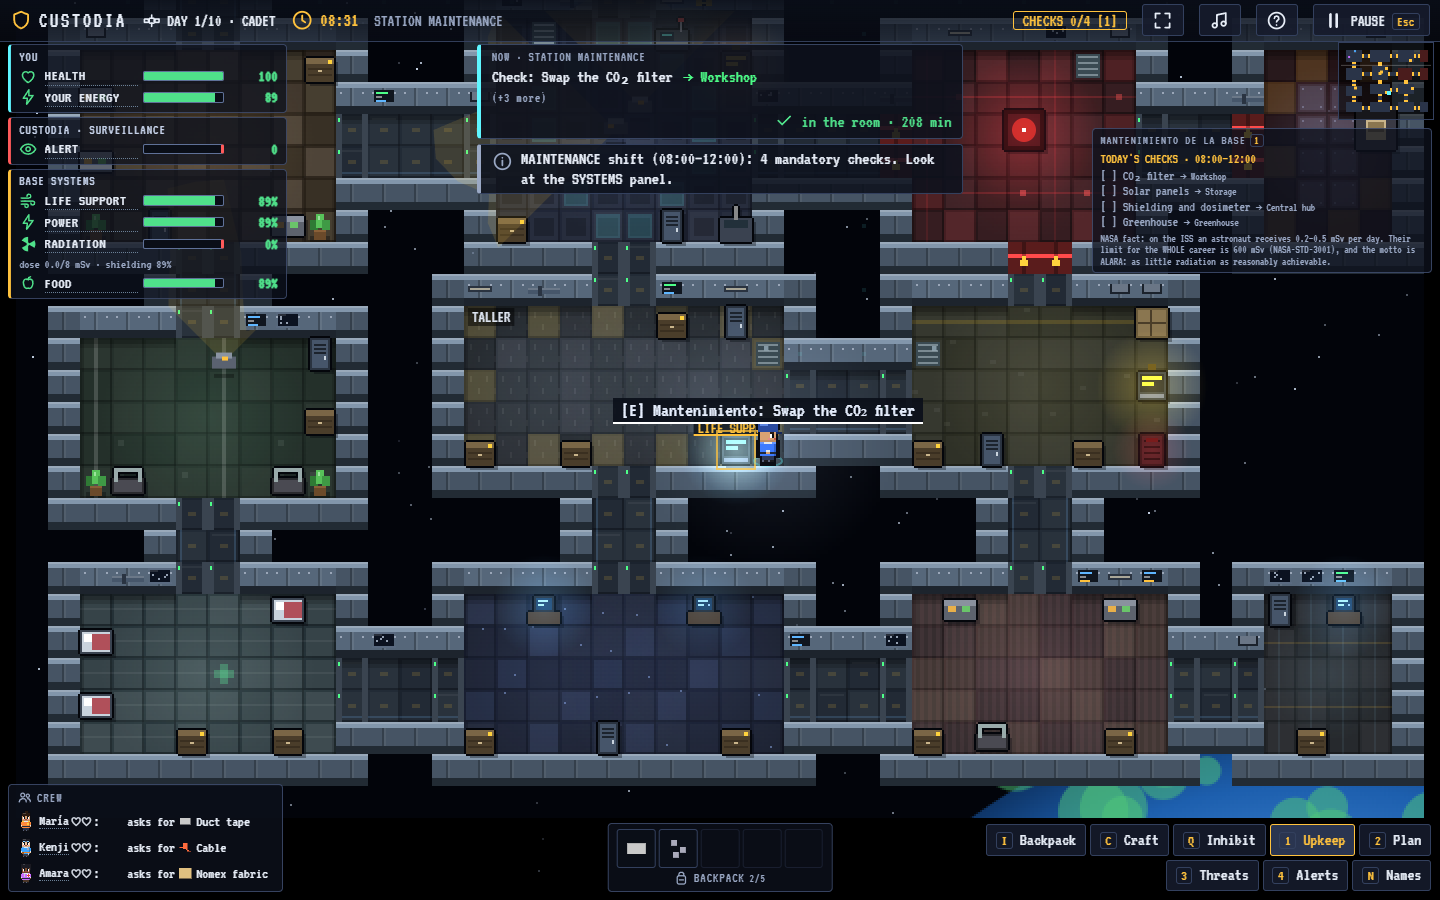 CUSTODIA DAY 1/10 · CADET 08:31 STATION MAINTENANCE CHECKS 0/4 [1] PAUSE Esc
YOU
HEALTH 100
YOUR ENERGY 89
CUSTODIA · SURVEILLANCE
ALERT 0
BASE SYSTEMS
LIFE SUPPORT 89%
POWER 89%
RADIATION 0%
dose 0.0/8 mSv · shielding 89%
FOOD 89%
NOW · STATION MAINTENANCE
Check: Swap the CO₂ filter → Workshop
(+3 more)
in the room · 208 min
MAINTENANCE shift (08:00-12:00): 4 mandatory checks. Look
at the SYSTEMS panel.
MANTENIMIENTO DE LA BASE 1
TODAY'S CHECKS · 08:00-12:00
[ ] CO₂ filter → Workshop
[ ] Solar panels → Storage
[ ] Shielding and dosimeter → Central hub
[ ] Greenhouse → Greenhouse
NASA fact: on the ISS an astronaut receives 0.2-0.5 mSv per day. Their
limit for the WHOLE career is 600 mSv (NASA-STD-3001), and the motto is
ALARA: as little radiation as reasonably achievable.
TALLER
[E] Mantenimiento: Swap the CO₂ filter
LIFE SUPP
CREW
Maria : asks for Duct tape
Kenji : asks for Cable
Amara : asks for Nomex fabric
BACKPACK 2/5
I Backpack C Craft Q Inhibit 1 Upkeep 2 Plan
3 Threats 4 Alerts N Names